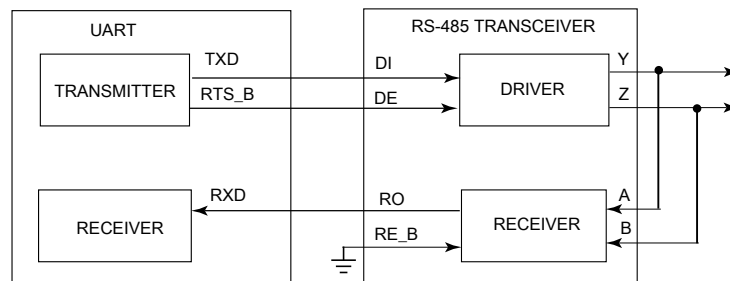 UART
RS-485 TRANSCEIVER
TXD
DI
Y
TRANSMITTER
DRIVER
RTS_B
DE
Z
RXD
RO
A
RECEIVER
RECEIVER
RE_B
B